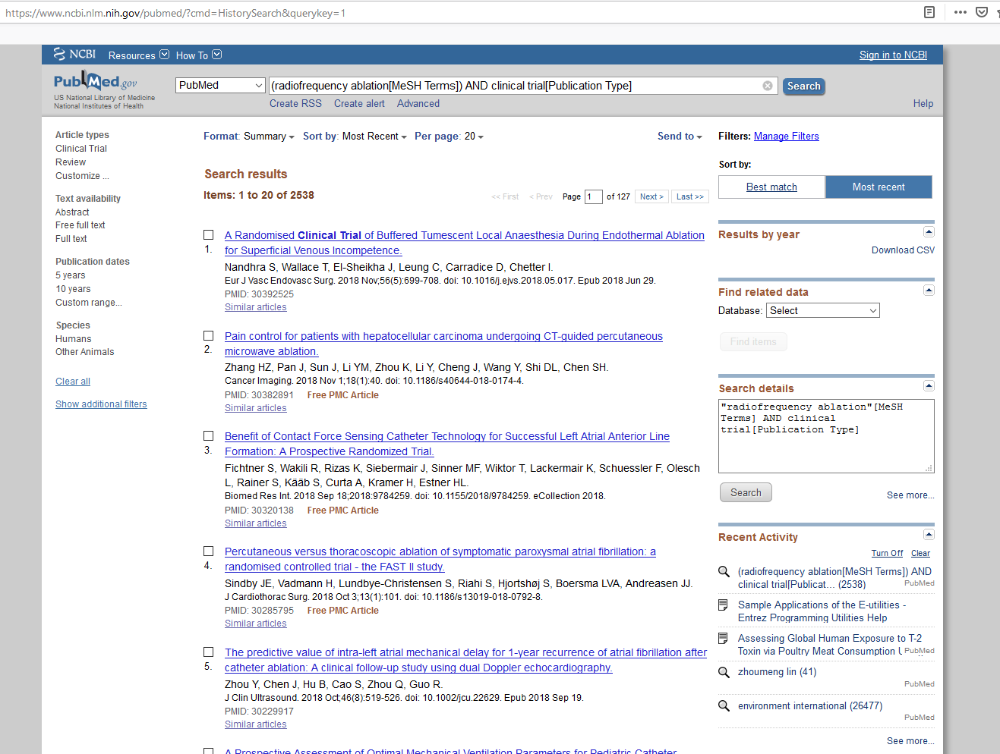 https://www.ncbi.nlm.nih.gov/pubmed/?cmd=HistorySearch&querykey=1
NCBI Resources How To Sign in to NCBI
PubMed.gov
US National Library of Medicine
National Institutes of Health
PubMed (radiofrequency ablation[MeSH Terms]) AND clinical trial[Publication Type] Search
Create RSS Create alert Advanced Help
Article types
Clinical Trial
Review
Customize ...
Text availability
Abstract
Free full text
Full text
Publication dates
5 years
10 years
Custom range...
Species
Humans
Other Animals
Clear all
Show additional filters
Format: Summary Sort by: Most Recent Per page: 20 Send to
Search results
Items: 1 to 20 of 2538
<< First < Prev Page 1 of 127 Next > Last >>
1. A Randomised Clinical Trial of Buffered Tumescent Local Anaesthesia During Endothermal Ablation
for Superficial Venous Incompetence.
Nandhra S, Wallace T, El-Sheikha J, Leung C, Carradice D, Chetter I.
Eur J Vasc Endovasc Surg. 2018 Nov;56(5):699-708. doi: 10.1016/j.ejvs.2018.05.017. Epub 2018 Jun 29.
PMID: 30392525
Similar articles
2. Pain control for patients with hepatocellular carcinoma undergoing CT-guided percutaneous
microwave ablation.
Zhang HZ, Pan J, Sun J, Li YM, Zhou K, Li Y, Cheng J, Wang Y, Shi DL, Chen SH.
Cancer Imaging. 2018 Nov 1;18(1):40. doi: 10.1186/s40644-018-0174-4.
PMID: 30382891 Free PMC Article
Similar articles
3. Benefit of Contact Force Sensing Catheter Technology for Successful Left Atrial Anterior Line
Formation: A Prospective Randomized Trial.
Fichtner S, Wakili R, Rizas K, Siebermair J, Sinner MF, Wiktor T, Lackermair K, Schuessler F, Olesch
L, Rainer S, Kääb S, Curta A, Kramer H, Estner HL.
Biomed Res Int. 2018 Sep 18;2018:9784259. doi: 10.1155/2018/9784259. eCollection 2018.
PMID: 30320138 Free PMC Article
Similar articles
4. Percutaneous versus thoracoscopic ablation of symptomatic paroxysmal atrial fibrillation: a
randomised controlled trial - the FAST II study.
Sindby JE, Vadmann H, Lundbye-Christensen S, Riahi S, Hjortshøj S, Boersma LVA, Andreasen JJ.
J Cardiothorac Surg. 2018 Oct 3;13(1):101. doi: 10.1186/s13019-018-0792-8.
PMID: 30285795 Free PMC Article
Similar articles
5. The predictive value of intra-left atrial mechanical delay for 1-year recurrence of atrial fibrillation after
catheter ablation: A clinical follow-up study using dual Doppler echocardiography.
Zhou Y, Chen J, Hu B, Cao S, Zhou Q, Guo R.
J Clin Ultrasound. 2018 Oct;46(8):519-526. doi: 10.1002/jcu.22629. Epub 2018 Sep 19.
PMID: 30229917
Similar articles
A Prospective Assessment of Optimal Mechanical Ventilation Parameters for Pediatric Catheter
Filters: Manage Filters
Sort by:
Best match Most recent
Results by year
Download CSV
Find related data
Database: Select
Find items
Search details
"radiofrequency ablation"[MeSH
Terms] AND clinical
trial[Publication Type]
Search See more...
Recent Activity
Turn Off Clear
(radiofrequency ablation[MeSH Terms]) AND
clinical trial[Publicat... (2538) PubMed
Sample Applications of the E-utilities -
Entrez Programming Utilities Help
Assessing Global Human Exposure to T-2
Toxin via Poultry Meat Consumption PubMed
zhoumeng lin (41)
PubMed
environment international (26477)
PubMed
See more...